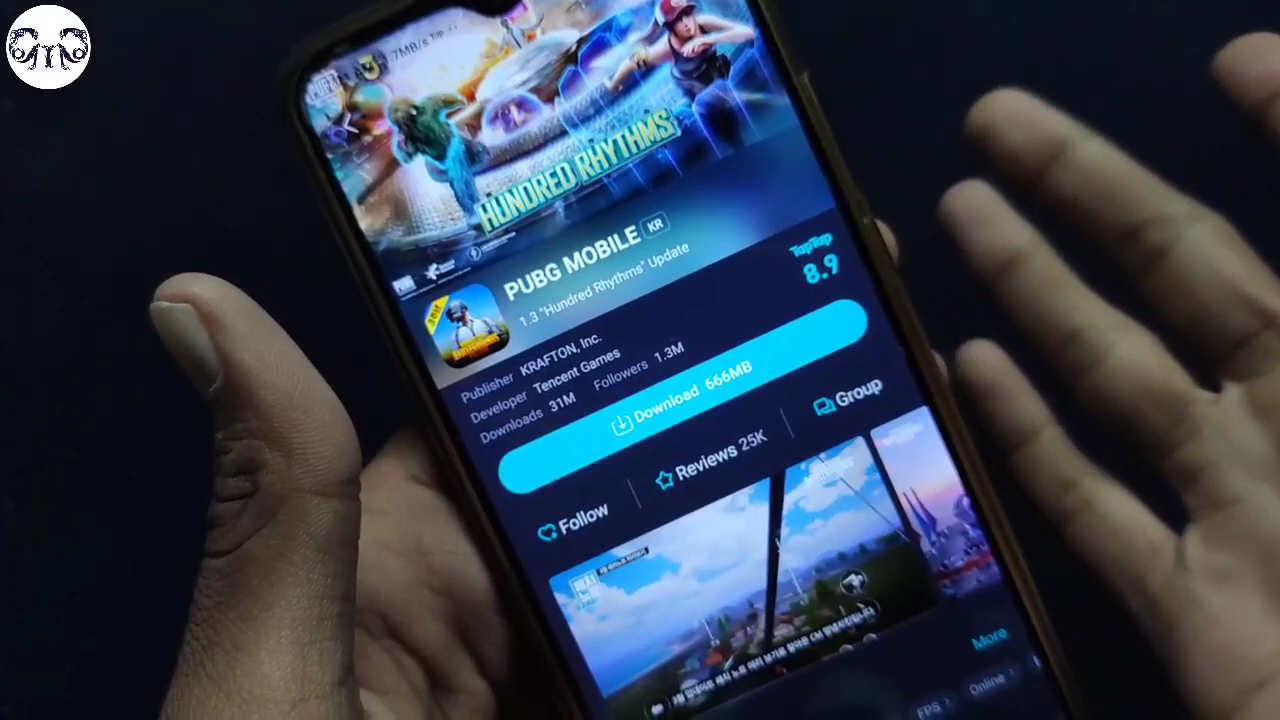 7MB/s
HUNDRED RHYTHMS
PUBG MOBILE KR
1.3 "Hundred Rhythms" Update
TapTap
8.9
Publisher KRAFTON, Inc.
Developer Tencent Games
Downloads 31M Followers 1.3M
Download 666MB
Follow
Reviews 25K
Group
More
FPS
Online